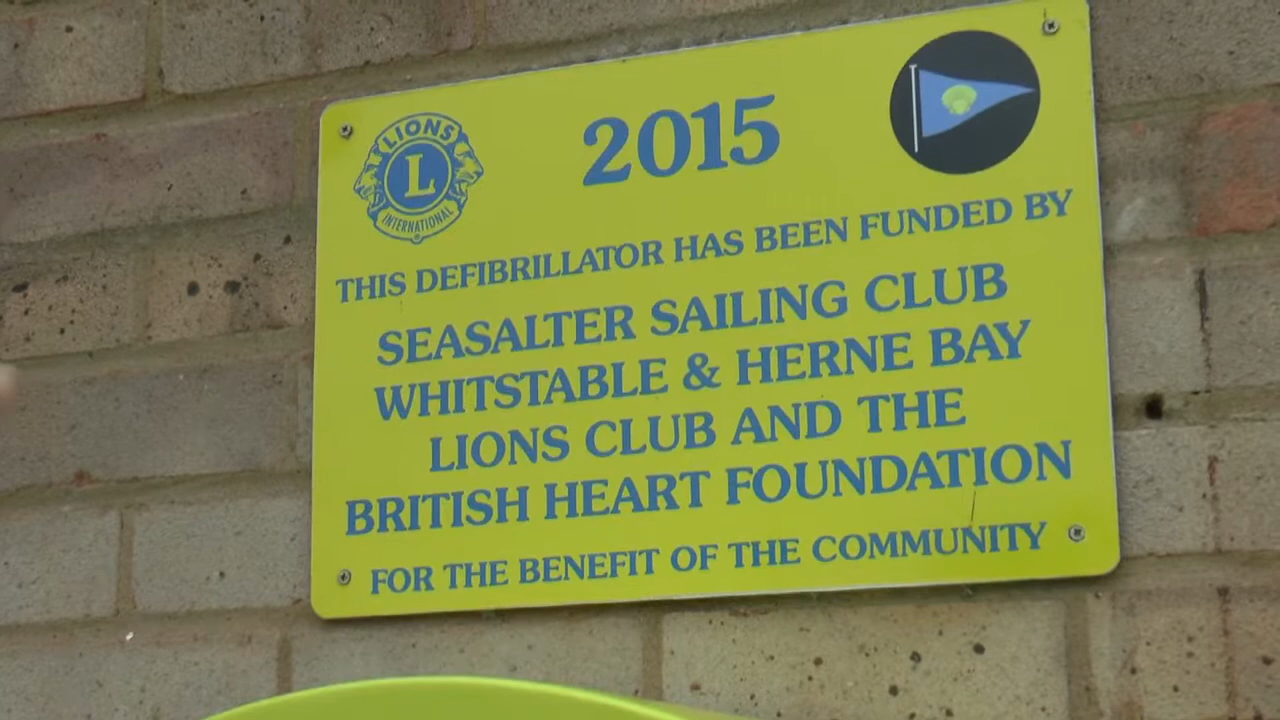 LIONS
L
INTERNATIONAL
2015
THIS DEFIBRILLATOR HAS BEEN FUNDED BY
SEASALTER SAILING CLUB
WHITSTABLE & HERNE BAY
LIONS CLUB AND THE
BRITISH HEART FOUNDATION
FOR THE BENEFIT OF THE COMMUNITY